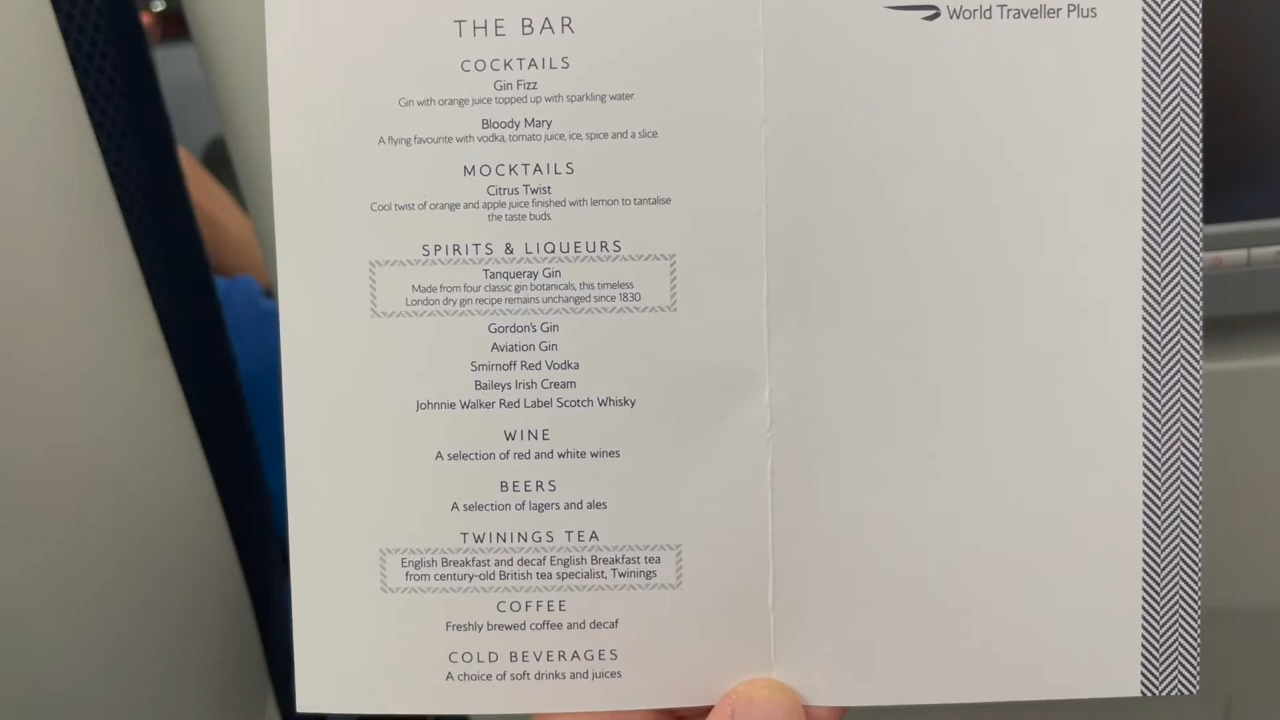 THE BAR
COCKTAILS
Gin Fizz
Gin with orange juice topped up with sparkling water.
Bloody Mary
A flying favourite with vodka, tomato juice, ice, spice and a slice.
MOCKTAILS
Citrus Twist
Cool twist of orange and apple juice finished with lemon to tantalise
the taste buds.
SPIRITS & LIQUEURS
Tanqueray Gin
Made from four classic gin botanicals, this timeless
London dry gin recipe remains unchanged since 1830
Gordon's Gin
Aviation Gin
Smirnoff Red Vodka
Baileys Irish Cream
Johnnie Walker Red Label Scotch Whisky
WINE
A selection of red and white wines
BEERS
A selection of lagers and ales
TWININGS TEA
English Breakfast and decaf English Breakfast tea
from century-old British tea specialist, Twinings
COFFEE
Freshly brewed coffee and decaf
COLD BEVERAGES
A choice of soft drinks and juices
World Traveller Plus